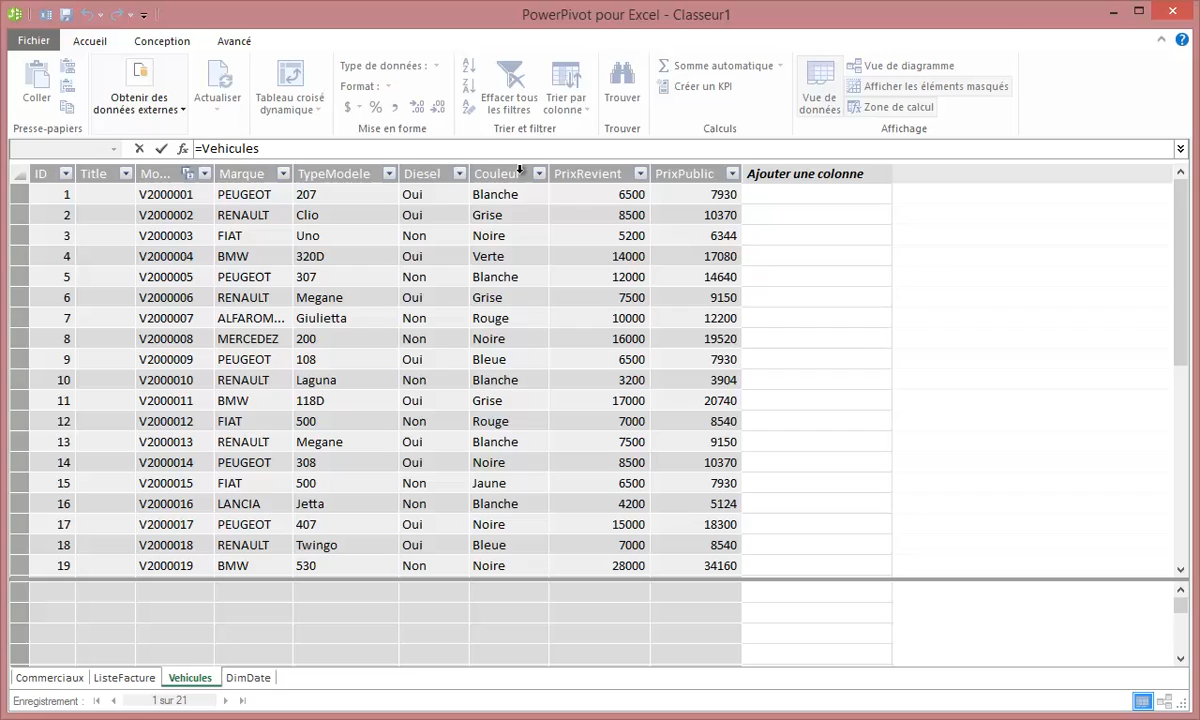 PowerPivot pour Excel - Classeur1
Fichier Accueil Conception Avancé
Coller
Obtenir des données externes
Actualiser
Tableau croisé dynamique
Type de données :
Format :
$ % ,
Effacer tous les filtres
Trier par colonne
Trouver
Somme automatique
Créer un KPI
Vue de données
Vue de diagramme
Afficher les éléments masqués
Zone de calcul
Presse-papiers Mise en forme Trier et filtrer Trouver Calculs Affichage
fx =Vehicules
ID Title Mo... Marque TypeModele Diesel Couleur PrixRevient PrixPublic Ajouter une colonne
1 V2000001 PEUGEOT 207 Oui Blanche 6500 7930
2 V2000002 RENAULT Clio Oui Grise 8500 10370
3 V2000003 FIAT Uno Non Noire 5200 6344
4 V2000004 BMW 320D Oui Verte 14000 17080
5 V2000005 PEUGEOT 307 Non Blanche 12000 14640
6 V2000006 RENAULT Megane Oui Grise 7500 9150
7 V2000007 ALFAROM... Giulietta Non Rouge 10000 12200
8 V2000008 MERCEDEZ 200 Non Noire 16000 19520
9 V2000009 PEUGEOT 108 Oui Bleue 6500 7930
10 V2000010 RENAULT Laguna Oui Blanche 3200 3904
11 V2000011 BMW 118D Oui Grise 17000 20740
12 V2000012 FIAT 500 Non Rouge 7000 8540
13 V2000013 RENAULT Megane Oui Blanche 7500 9150
14 V2000014 PEUGEOT 308 Oui Noire 8500 10370
15 V2000015 FIAT 500 Non Jaune 6500 7930
16 V2000016 LANCIA Jetta Non Blanche 4200 5124
17 V2000017 PEUGEOT 407 Oui Noire 15000 18300
18 V2000018 RENAULT Twingo Oui Bleue 7000 8540
19 V2000019 BMW 530 Non Noire 28000 34160
Commerciaux ListeFacture Vehicules DimDate
Enregistrement : 1 sur 21